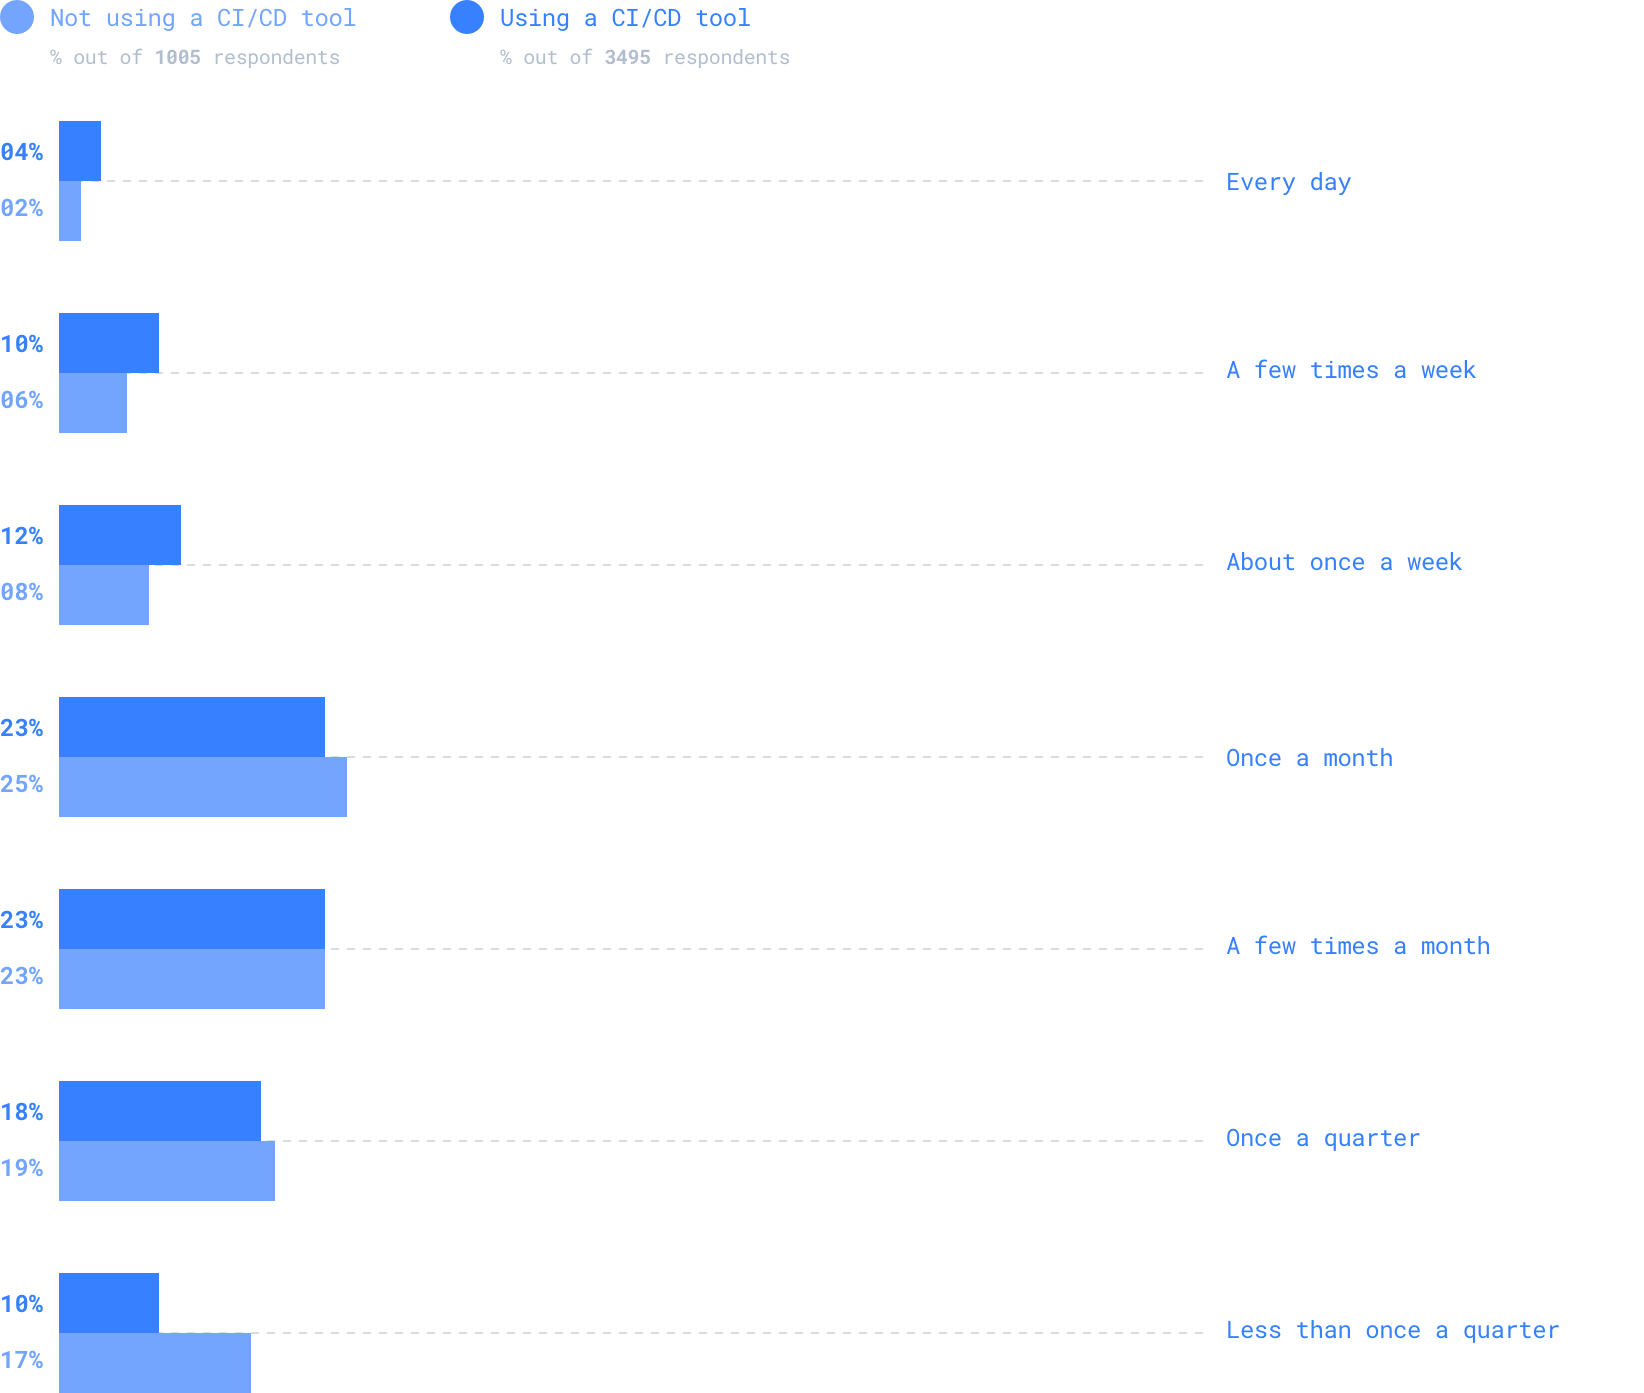 Not using a CI/CD tool
% out of 1005 respondents
Using a CI/CD tool
% out of 3495 respondents
04%
02%
Every day
10%
06%
A few times a week
12%
08%
About once a week
23%
25%
Once a month
23%
23%
A few times a month
18%
19%
Once a quarter
10%
17%
Less than once a quarter